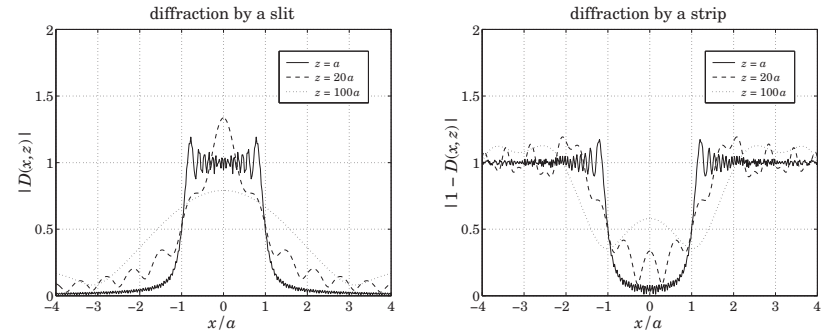 diffraction by a slit
2
1.5
1
0.5
0
|D(x,z)|
z = a
z = 20a
z = 100a
−4 −3 −2 −1 0 1 2 3 4
x/a
diffraction by a strip
2
1.5
1
0.5
0
|1 − D(x,z)|
z = a
z = 20a
z = 100a
−4 −3 −2 −1 0 1 2 3 4
x/a